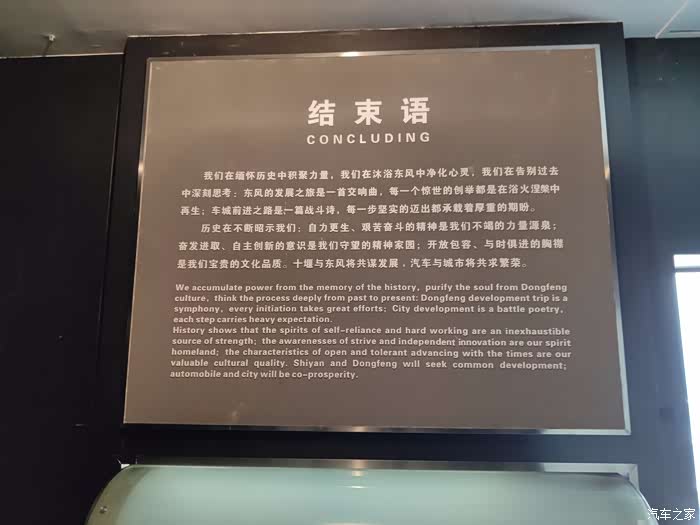 结束语
CONCLUDING
我们在缅怀历史中积聚力量，我们在沐浴东风中净化心灵，我们在告别过去
中深刻思考：东风的发展之旅是一首交响曲，每一个惊世的创举都是在浴火涅槃中
再生；车城前进之路是一篇战斗诗，每一步坚实的迈出都承载着厚重的期盼。
历史在不断昭示我们：自力更生、艰苦奋斗的精神是我们不竭的力量源泉；
奋发进取、自主创新的意识是我们守望的精神家园；开放包容、与时俱进的胸襟
是我们宝贵的文化品质。十堰与东风将共谋发展，汽车与城市将共求繁荣。
We accumulate power from the memory of the history, purify the soul from Dongfeng
culture, think the process deeply from past to present: Dongfeng development trip is a
symphony, every initiation takes great efforts; City development is a battle poetry,
each step carries heavy expectation.
History shows that the spirits of self-reliance and hard working are an inexhaustible
source of strength; the awarenesses of strive and independent innovation are our spirit
homeland; the characteristics of open and tolerant advancing with the times are our
valuable cultural quality. Shiyan and Dongfeng will seek common development;
automobile and city will be co-prosperity.
汽车之家